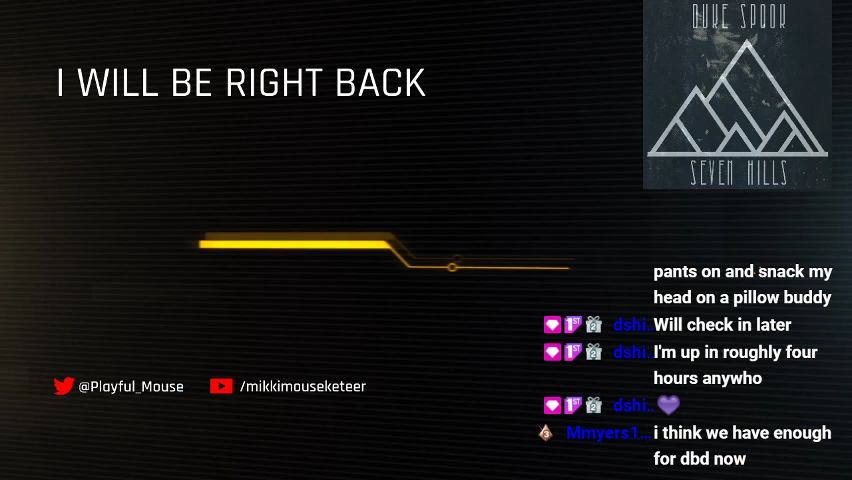 DUKE SPOOK
I WILL BE RIGHT BACK
SEVEN HILLS
pants on and snack my
head on a pillow buddy
dshi.. Will check in later
dshi.. I'm up in roughly four
hours anywho
dshi..
@Playful_Mouse
/mikkimouseketeer
Mmyers1... i think we have enough
for dbd now